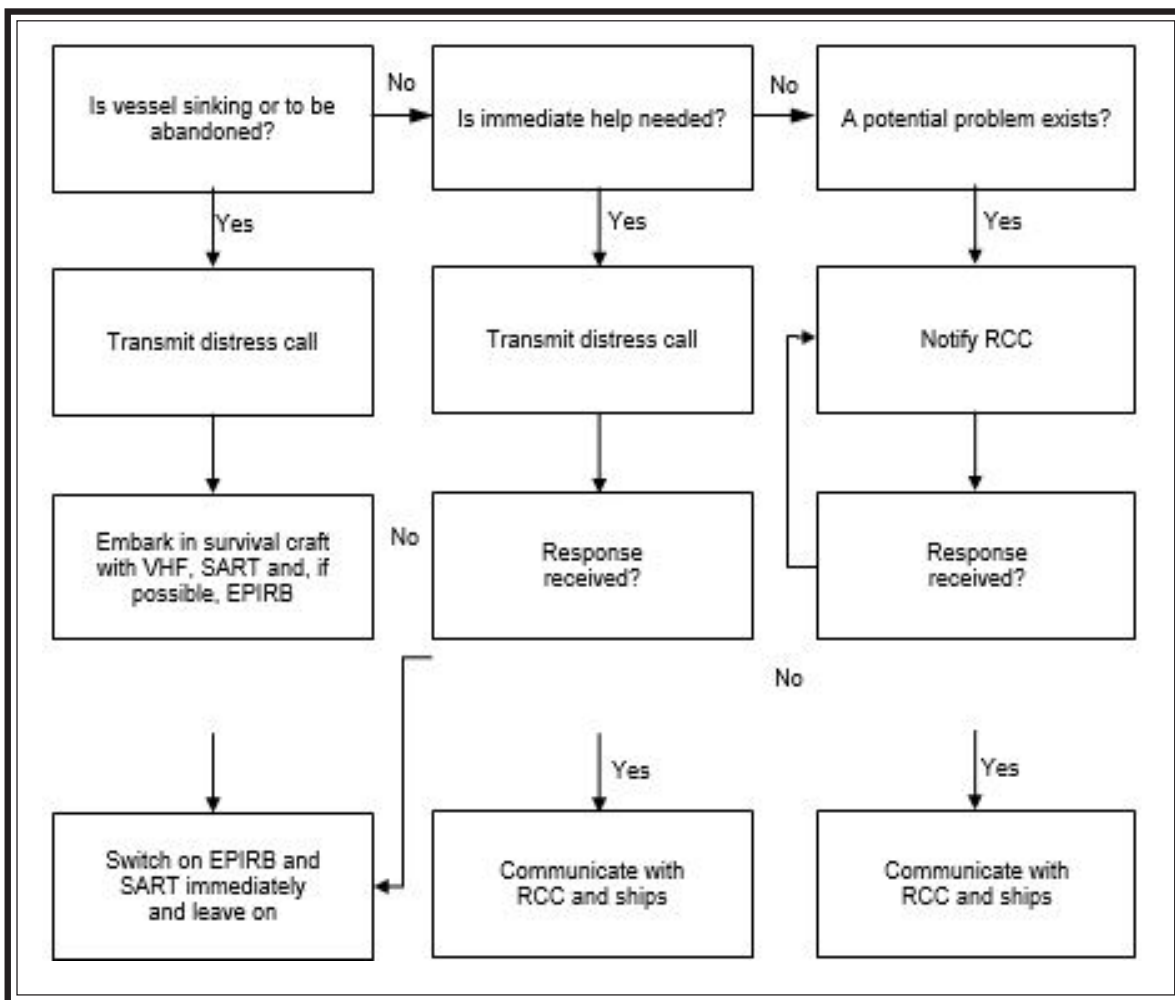 Is vessel sinking or to be
abandoned?
No
Is immediate help needed?
No
A potential problem exists?
Yes
Yes
Yes
Transmit distress call
Transmit distress call
Notify RCC
Embark in survival craft
with VHF, SART and, if
possible, EPIRB
No
Response
received?
Response
received?
No
Yes
Yes
Switch on EPIRB and
SART immediately
and leave on
Communicate with
RCC and ships
Communicate with
RCC and ships